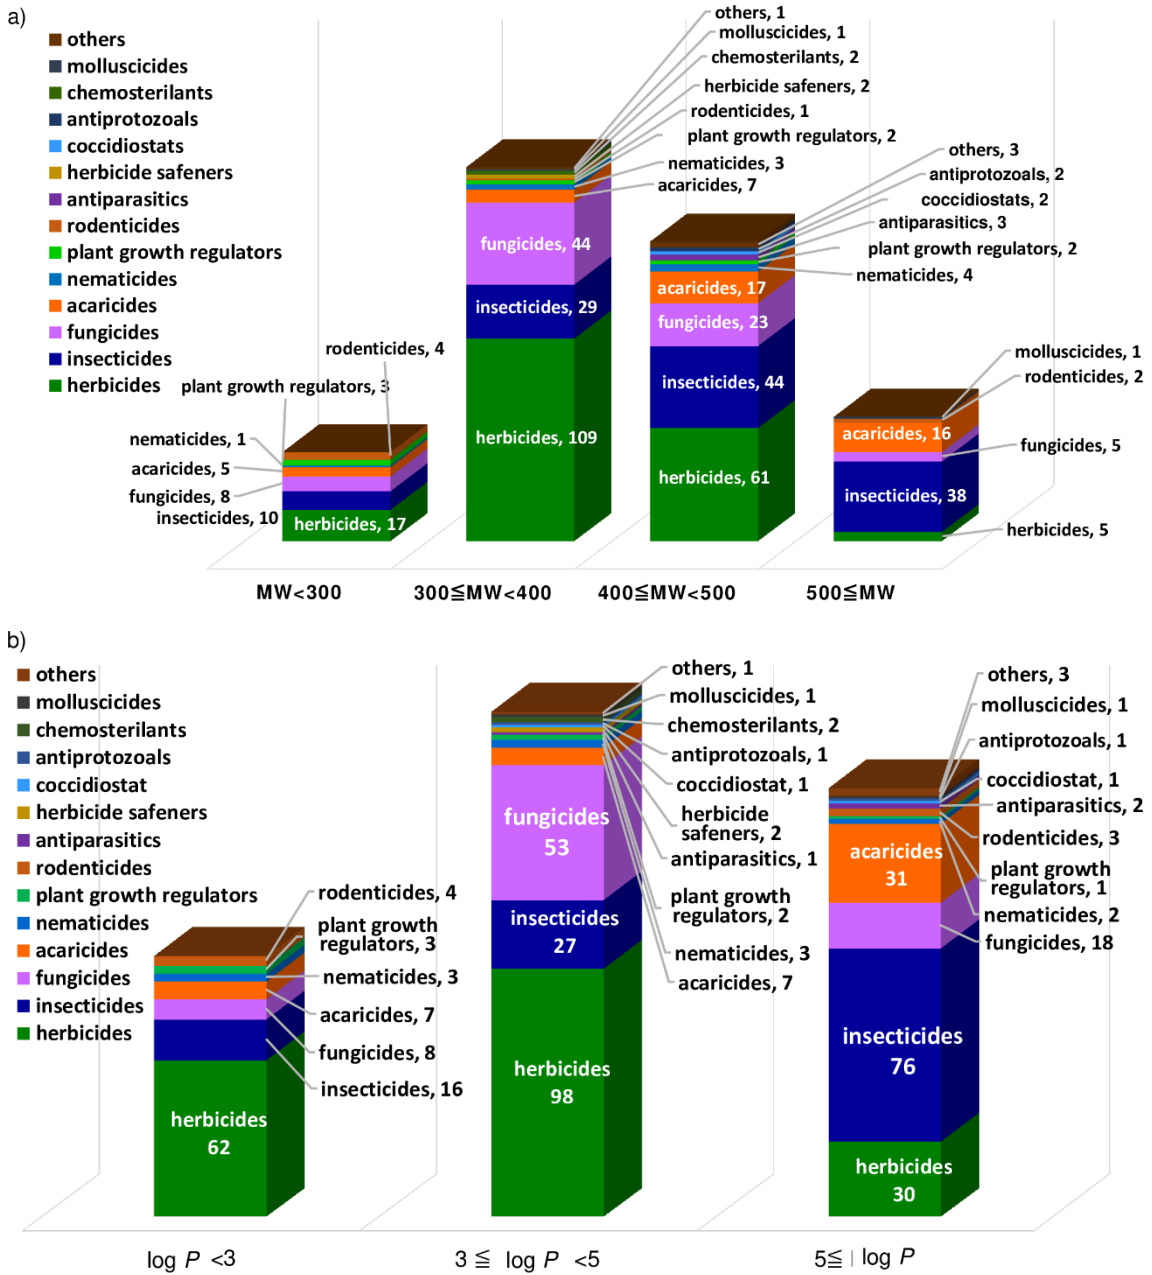 a)
others
molluscicides
chemosterilants
antiprotozoals
coccidiostats
herbicide safeners
antiparasitics
rodenticides
plant growth regulators
nematicides
acaricides
fungicides
insecticides
herbicides
rodenticides, 4
plant growth regulators, 3
nematicides, 1
acaricides, 5
fungicides, 8
insecticides, 10
herbicides, 17
others, 1
molluscicides, 1
chemosterilants, 2
herbicide safeners, 2
rodenticides, 1
plant growth regulators, 2
nematicides, 3
acaricides, 7
fungicides, 44
insecticides, 29
herbicides, 109
others, 3
antiprotozoals, 2
coccidiostats, 2
antiparasitics, 3
plant growth regulators, 2
nematicides, 4
acaricides, 17
fungicides, 23
insecticides, 44
herbicides, 61
molluscicides, 1
rodenticides, 2
acaricides, 16
fungicides, 5
insecticides, 38
herbicides, 5
MW<300
300≦MW<400
400≦MW<500
500≦MW
b)
others
molluscicides
chemosterilants
antiprotozoals
coccidiostat
herbicide safeners
antiparasitics
rodenticides
plant growth regulators
nematicides
acaricides
fungicides
insecticides
herbicides
rodenticides, 4
plant growth
regulators, 3
nematicides, 3
acaricides, 7
fungicides, 8
insecticides, 16
herbicides
62
others, 1
molluscicides, 1
chemosterilants, 2
antiprotozoals, 1
coccidiostat, 1
herbicide
safeners, 2
antiparasitics, 1
plant growth
regulators, 2
nematicides, 3
acaricides, 7
fungicides
53
insecticides
27
herbicides
98
others, 3
molluscicides, 1
antiprotozoals, 1
coccidiostat, 1
antiparasitics, 2
rodenticides, 3
plant growth
regulators, 1
nematicides, 2
fungicides, 18
acaricides
31
insecticides
76
herbicides
30
log P <3
3 ≦ log P <5
5≦ | log P